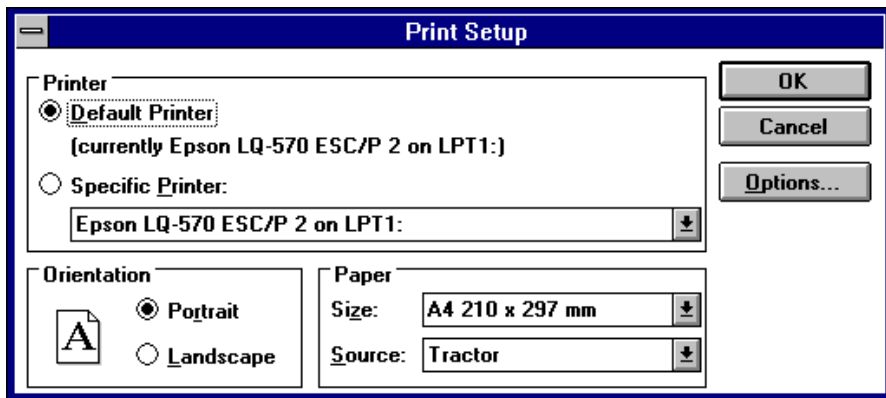 Print Setup
Printer
Default Printer
(currently Epson LQ-570 ESC/P 2 on LPT1:)
Specific Printer:
Epson LQ-570 ESC/P 2 on LPT1:
OK
Cancel
Options...
Orientation
A
Portrait
Landscape
Paper
Size: A4 210 x 297 mm
Source: Tractor